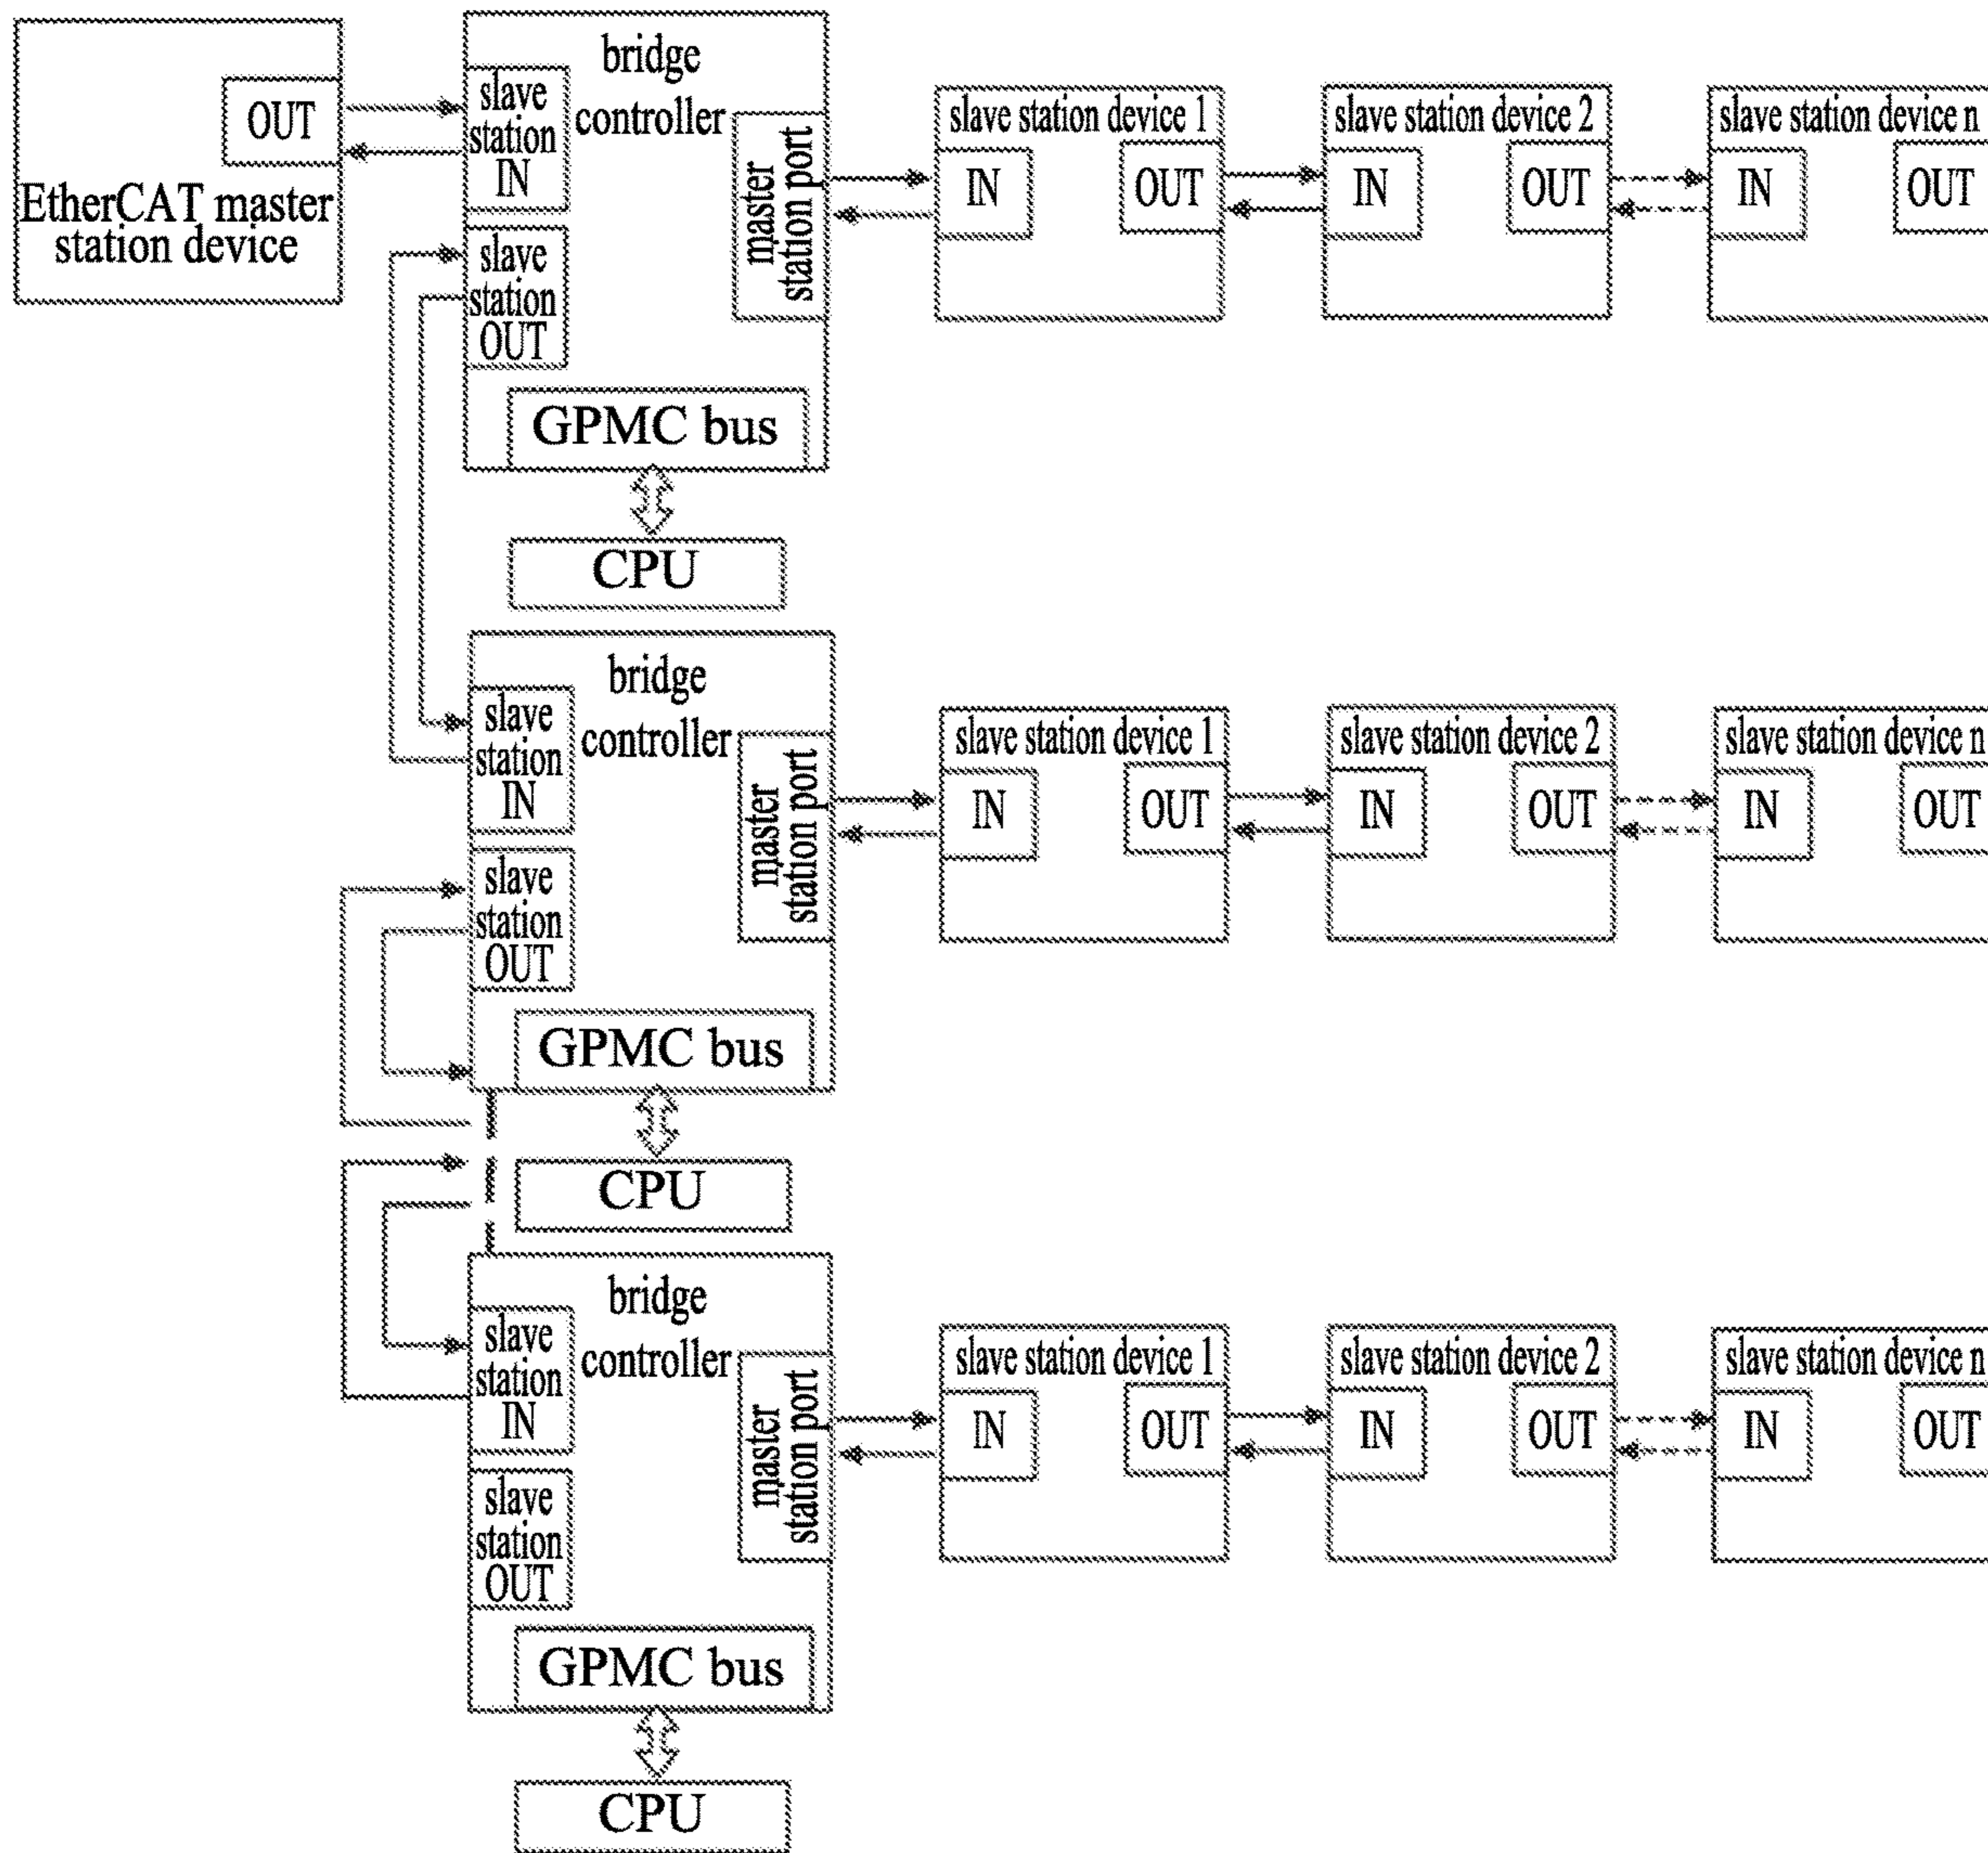 OUT
EtherCAT master
station device
bridge
controller
slave
station
IN
slave
station
OUT
master
station port
GPMC bus
CPU
slave station device 1
IN
OUT
slave station device 2
IN
OUT
slave station device n
IN
OUT
bridge
controller
slave
station
IN
slave
station
OUT
master
station port
GPMC bus
CPU
slave station device 1
IN
OUT
slave station device 2
IN
OUT
slave station device n
IN
OUT
bridge
controller
slave
station
IN
slave
station
OUT
master
station port
GPMC bus
CPU
slave station device 1
IN
OUT
slave station device 2
IN
OUT
slave station device n
IN
OUT